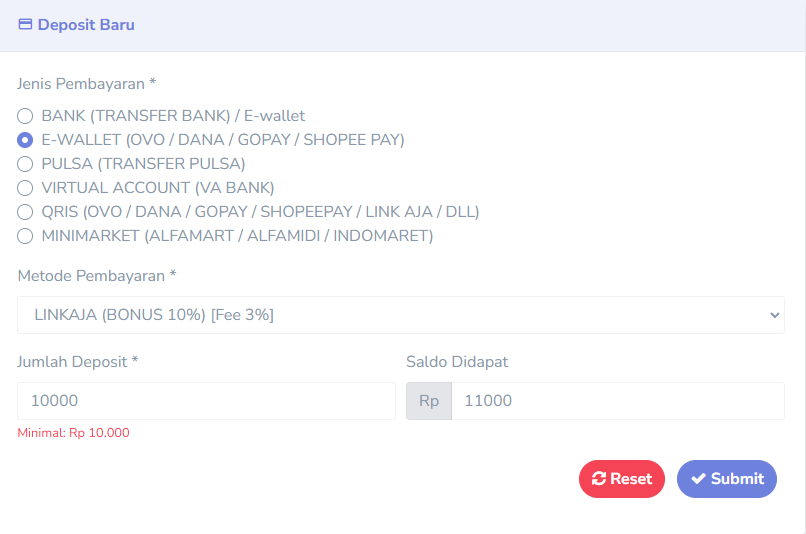 Deposit Baru
Jenis Pembayaran *
BANK (TRANSFER BANK) / E-wallet
E-WALLET (OVO / DANA / GOPAY / SHOPEE PAY)
PULSA (TRANSFER PULSA)
VIRTUAL ACCOUNT (VA BANK)
QRIS (OVO / DANA / GOPAY / SHOPEEPAY / LINK AJA / DLL)
MINIMARKET (ALFAMART / ALFAMIDI / INDOMARET)
Metode Pembayaran *
LINKAJA (BONUS 10%) [Fee 3%]
Jumlah Deposit * Saldo Didapat
10000 Rp 11000
Minimal: Rp 10.000
Reset Submit